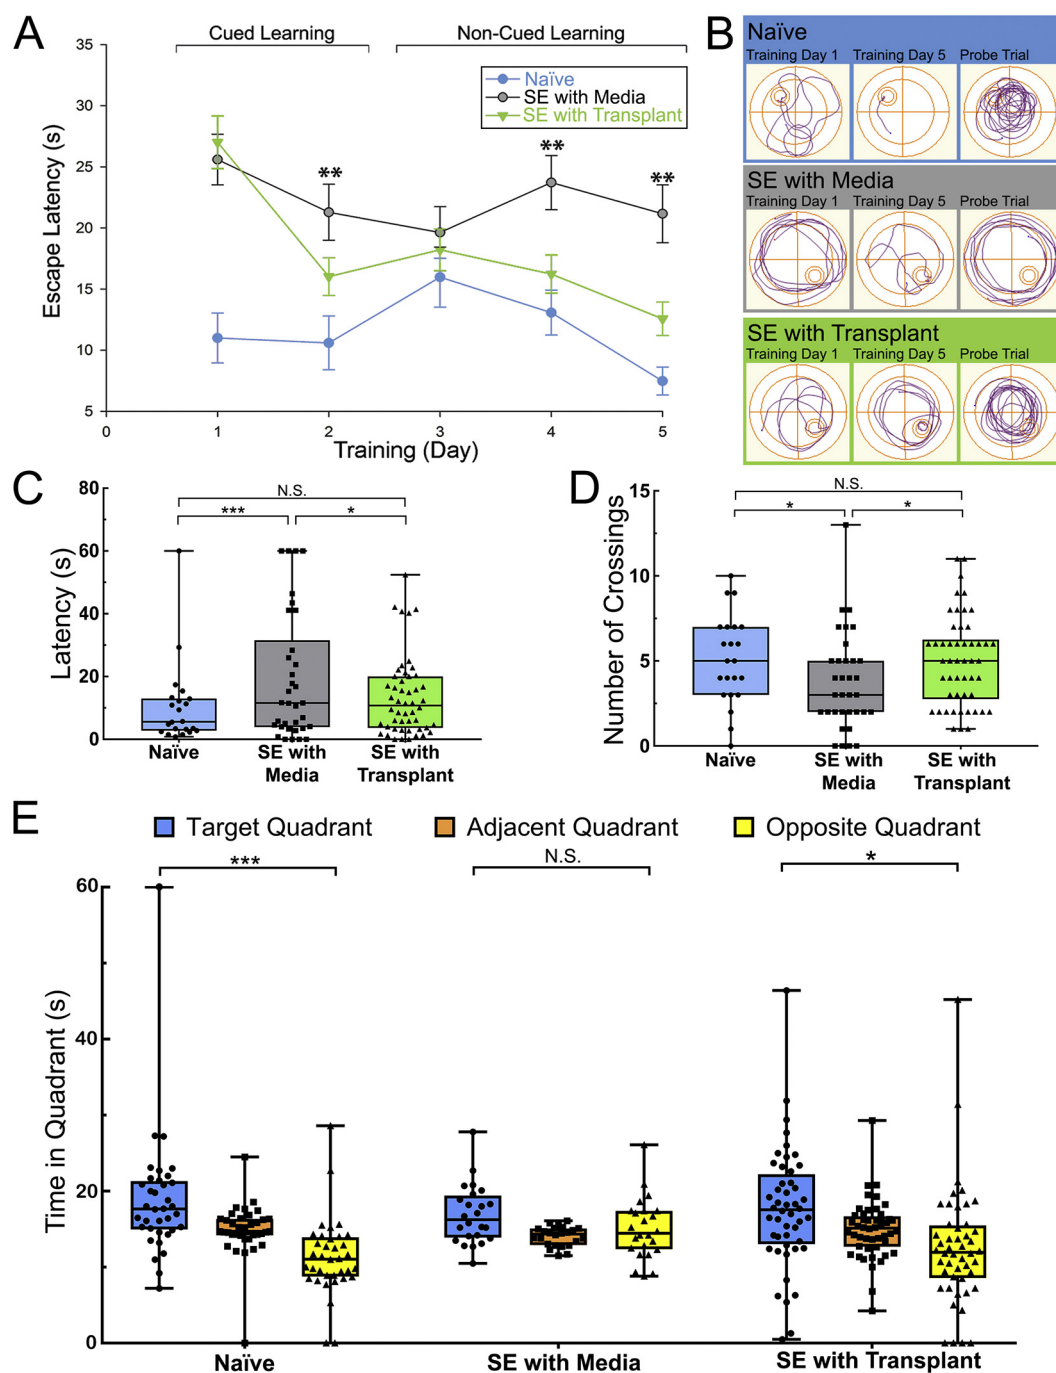 A
Cued Learning
Non-Cued Learning
35
30
25
20
15
10
5
Escape Latency (s)
Naïve
SE with Media
SE with Transplant
**
**
**
0
1
2
3
4
5
Training (Day)
B
Naïve
Training Day 1
Training Day 5
Probe Trial
SE with Media
Training Day 1
Training Day 5
Probe Trial
SE with Transplant
Training Day 1
Training Day 5
Probe Trial
C
N.S.
***
*
80
60
40
20
0
Latency (s)
Naïve
SE with
Media
SE with
Transplant
D
N.S.
*
*
15
10
5
0
Number of Crossings
Naïve
SE with
Media
SE with
Transplant
E
Target Quadrant
Adjacent Quadrant
Opposite Quadrant
***
N.S.
*
60
40
20
0
Time in Quadrant (s)
Naïve
SE with Media
SE with Transplant